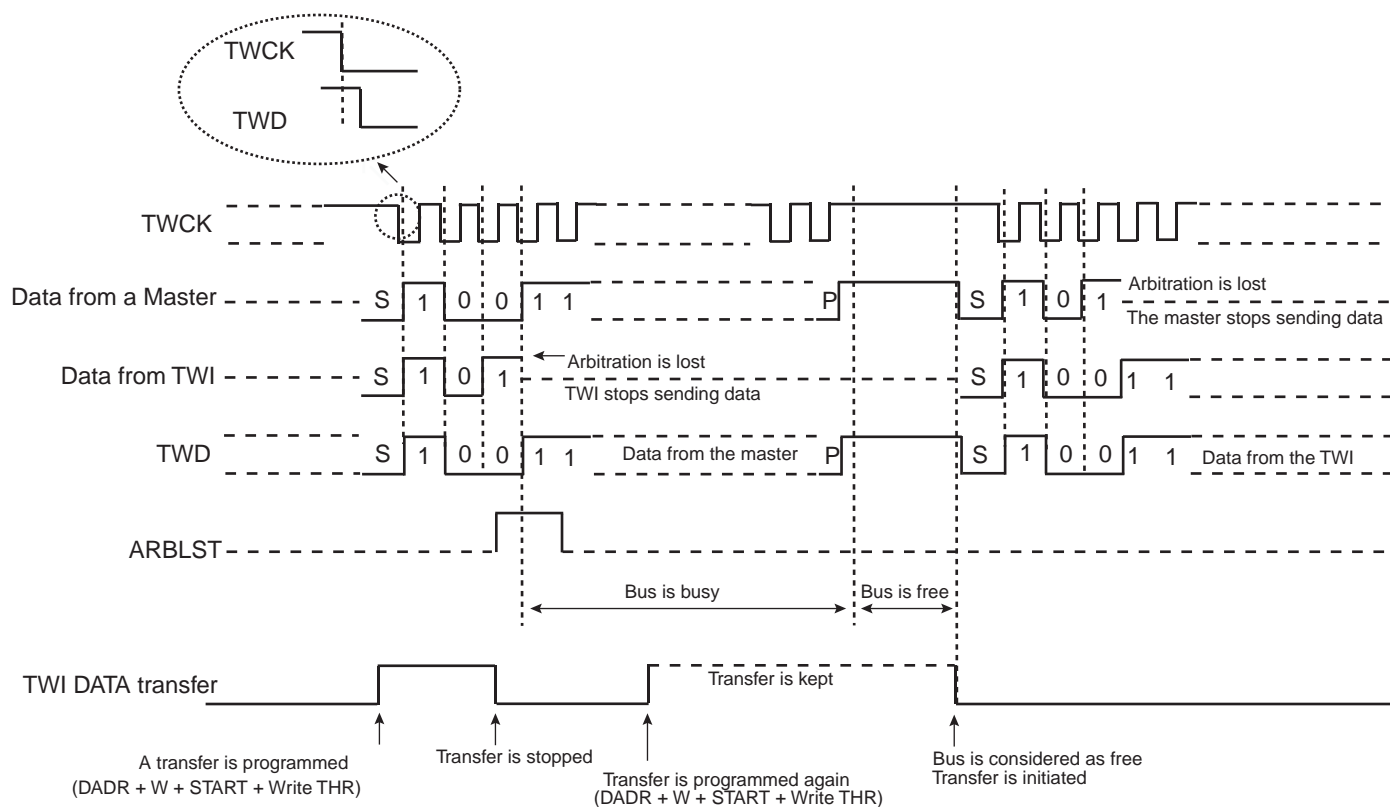 TWCK
TWD
TWCK
Data from a Master S 1 0 0 1 1 P S 1 0 1 Arbitration is lost
The master stops sending data
Data from TWI S 1 0 1 Arbitration is lost S 1 0 0 1 1
TWI stops sending data
TWD S 1 0 0 1 1 Data from the master P S 1 0 0 1 1 Data from the TWI
ARBLST
Bus is busy Bus is free
TWI DATA transfer Transfer is kept
A transfer is programmed
(DADR + W + START + Write THR)
Transfer is stopped
Transfer is programmed again
(DADR + W + START + Write THR)
Bus is considered as free
Transfer is initiated